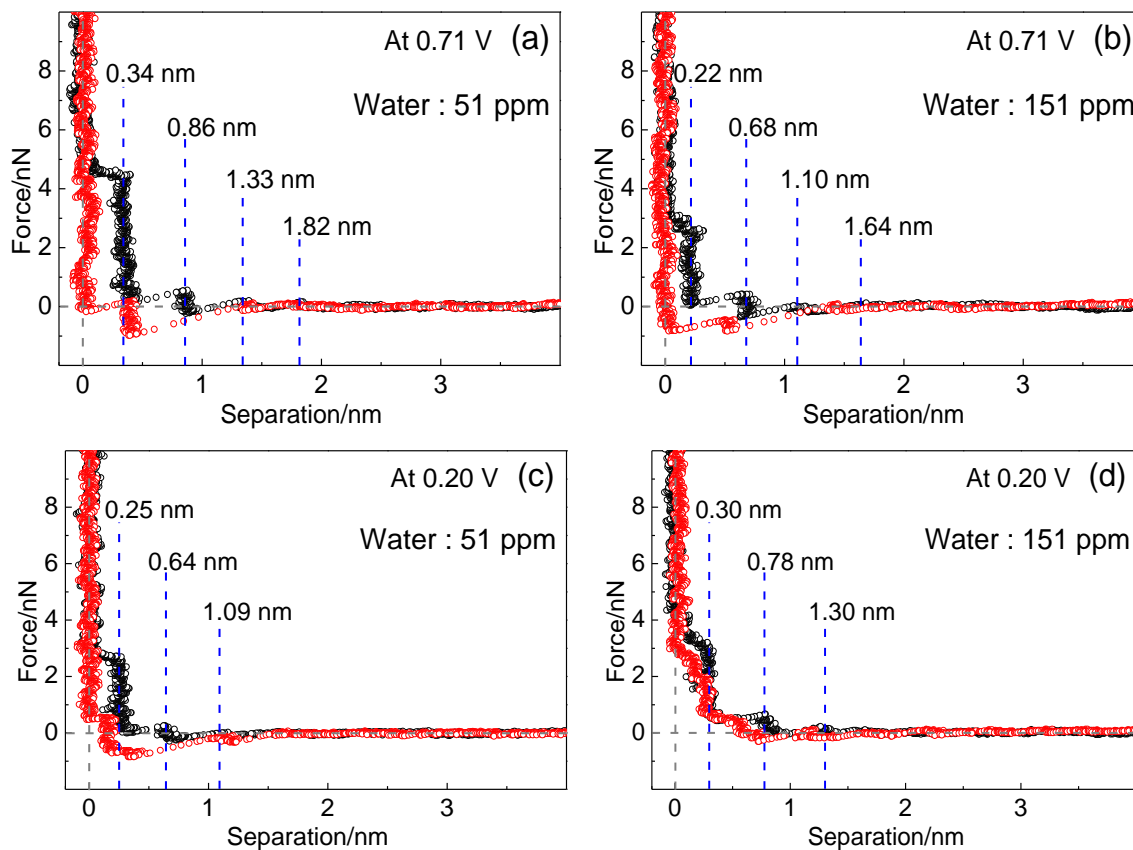 At 0.71 V (a)
0.34 nm
Water : 51 ppm
0.86 nm
1.33 nm
1.82 nm
8
6
4
2
0
Force/nN
0 1 2 3
Separation/nm
At 0.71 V (b)
0.22 nm
Water : 151 ppm
0.68 nm
1.10 nm
1.64 nm
8
6
4
2
0
Force/nN
0 1 2 3
Separation/nm
At 0.20 V (c)
0.25 nm
Water : 51 ppm
0.64 nm
1.09 nm
8
6
4
2
0
Force/nN
0 1 2 3
Separation/nm
At 0.20 V (d)
0.30 nm
Water : 151 ppm
0.78 nm
1.30 nm
8
6
4
2
0
Force/nN
0 1 2 3
Separation/nm